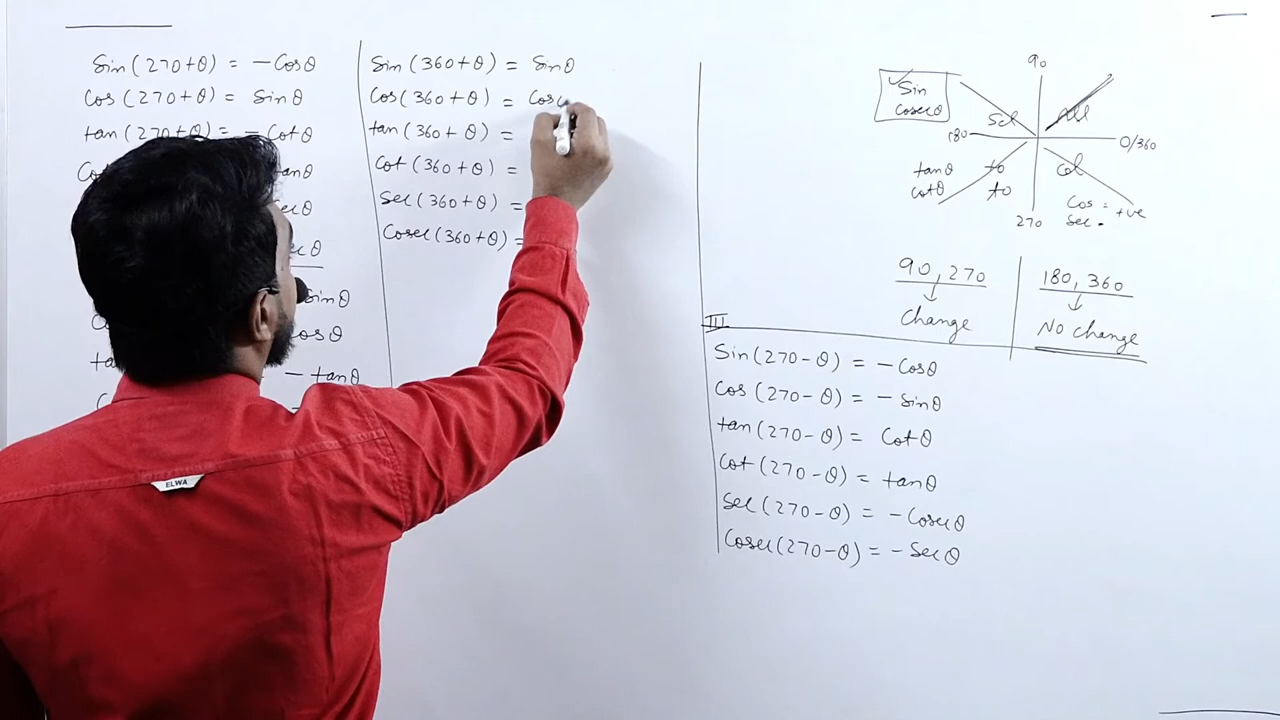 Sin(270+θ) = -Cosθ
Cos(270+θ) = Sinθ
tan(270+θ) = -Cotθ
Sin(360+θ) = Sinθ
Cos(360+θ) =
tan(360+θ) =
Cot(360+θ) =
Sec(360+θ) =
Cosec(360+θ) =
- tanθ
Sin
Cosecθ
90
All
180
0/360
tanθ
Cotθ
270
Cos = +ve
Sec
90, 270
Change
180, 360
No change
III
Sin(270-θ) = -Cosθ
Cos(270-θ) = -Sinθ
tan(270-θ) = Cotθ
Cot(270-θ) = tanθ
Sec(270-θ) = -Cosecθ
Cosec(270-θ) = -Secθ
ELWA